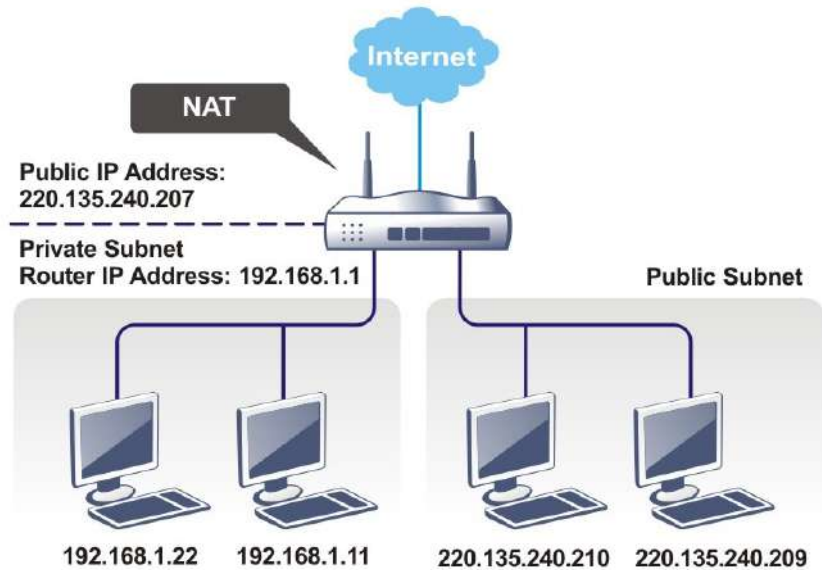 Internet
NAT
Public IP Address:
220.135.240.207
Private Subnet
Router IP Address: 192.168.1.1
Public Subnet
192.168.1.22
192.168.1.11
220.135.240.210
220.135.240.209